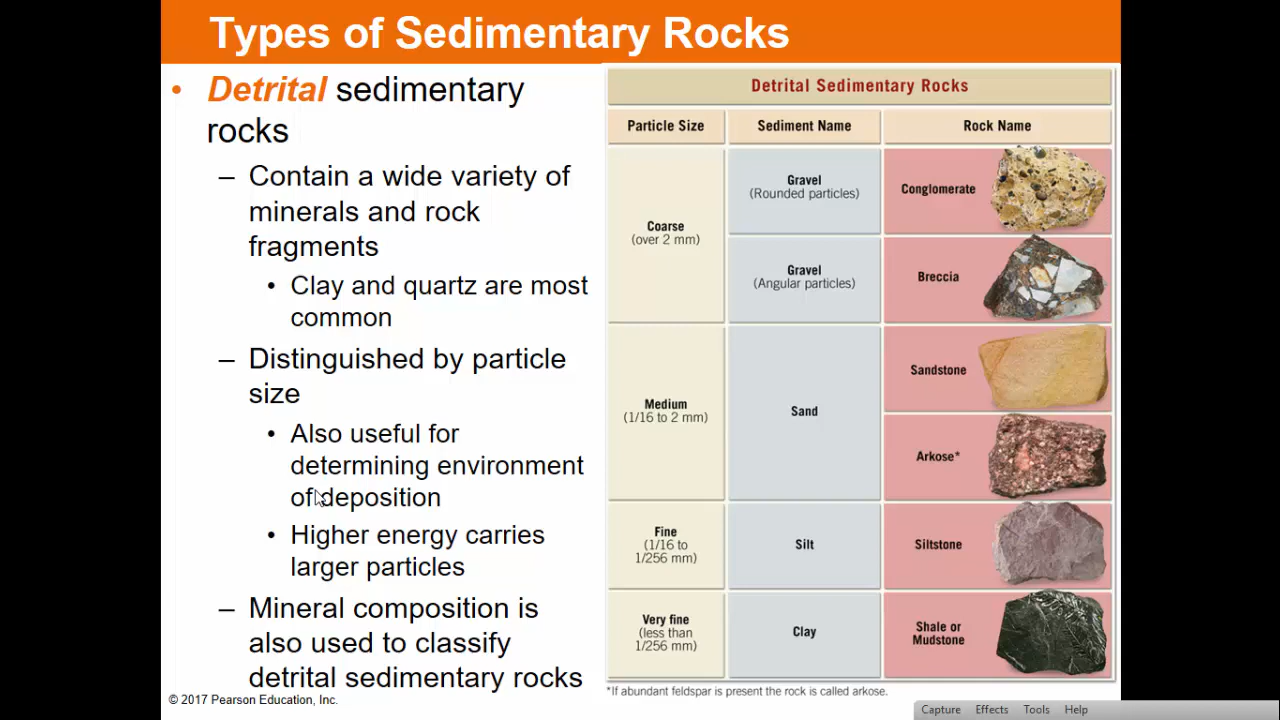 Types of Sedimentary Rocks
• Detrital sedimentary
rocks
– Contain a wide variety of
minerals and rock
fragments
• Clay and quartz are most
common
– Distinguished by particle
size
• Also useful for
determining environment
of deposition
• Higher energy carries
larger particles
– Mineral composition is
also used to classify
detrital sedimentary rocks
© 2017 Pearson Education, Inc.
Detrital Sedimentary Rocks
Particle Size
Sediment Name
Rock Name
Coarse
(over 2 mm)
Gravel
(Rounded particles)
Conglomerate
Gravel
(Angular particles)
Breccia
Medium
(1/16 to 2 mm)
Sand
Sandstone
Arkose*
Fine
(1/16 to
1/256 mm)
Silt
Siltstone
Very fine
(less than
1/256 mm)
Clay
Shale or
Mudstone
*If abundant feldspar is present the rock is called arkose.
Capture Effects Tools Help